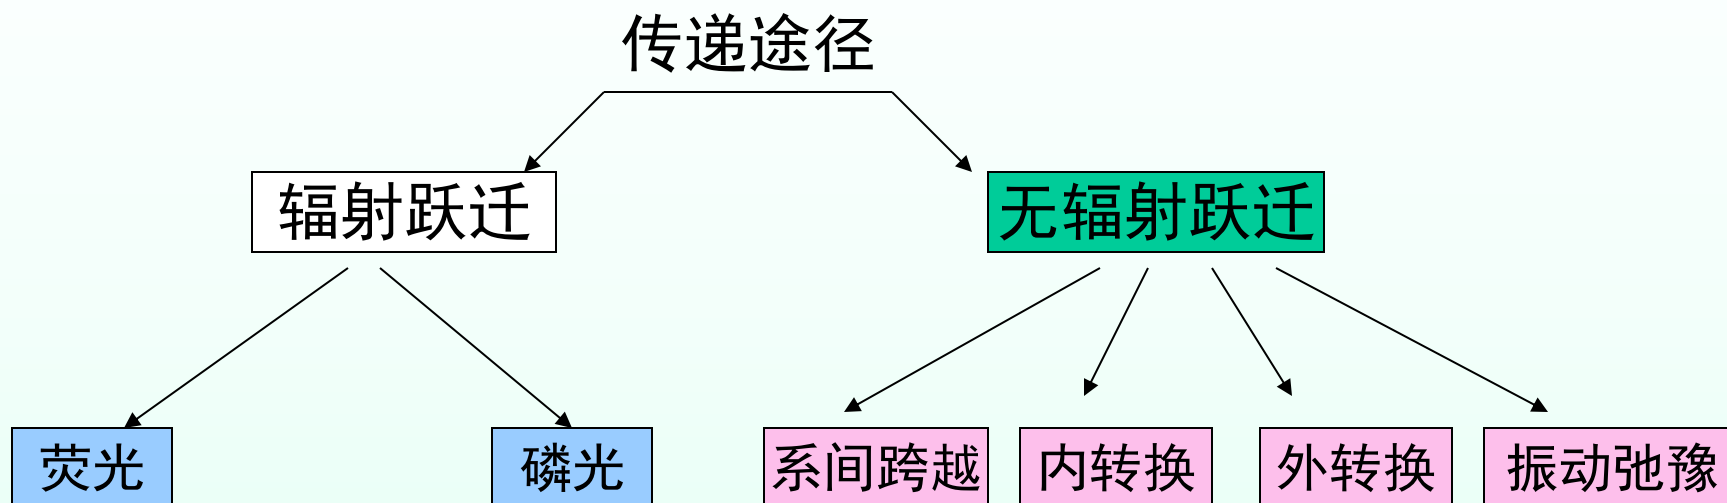 传递途径
辐射跃迁
无辐射跃迁
荧光
磷光
系间跨越
内转换
外转换
振动弛豫